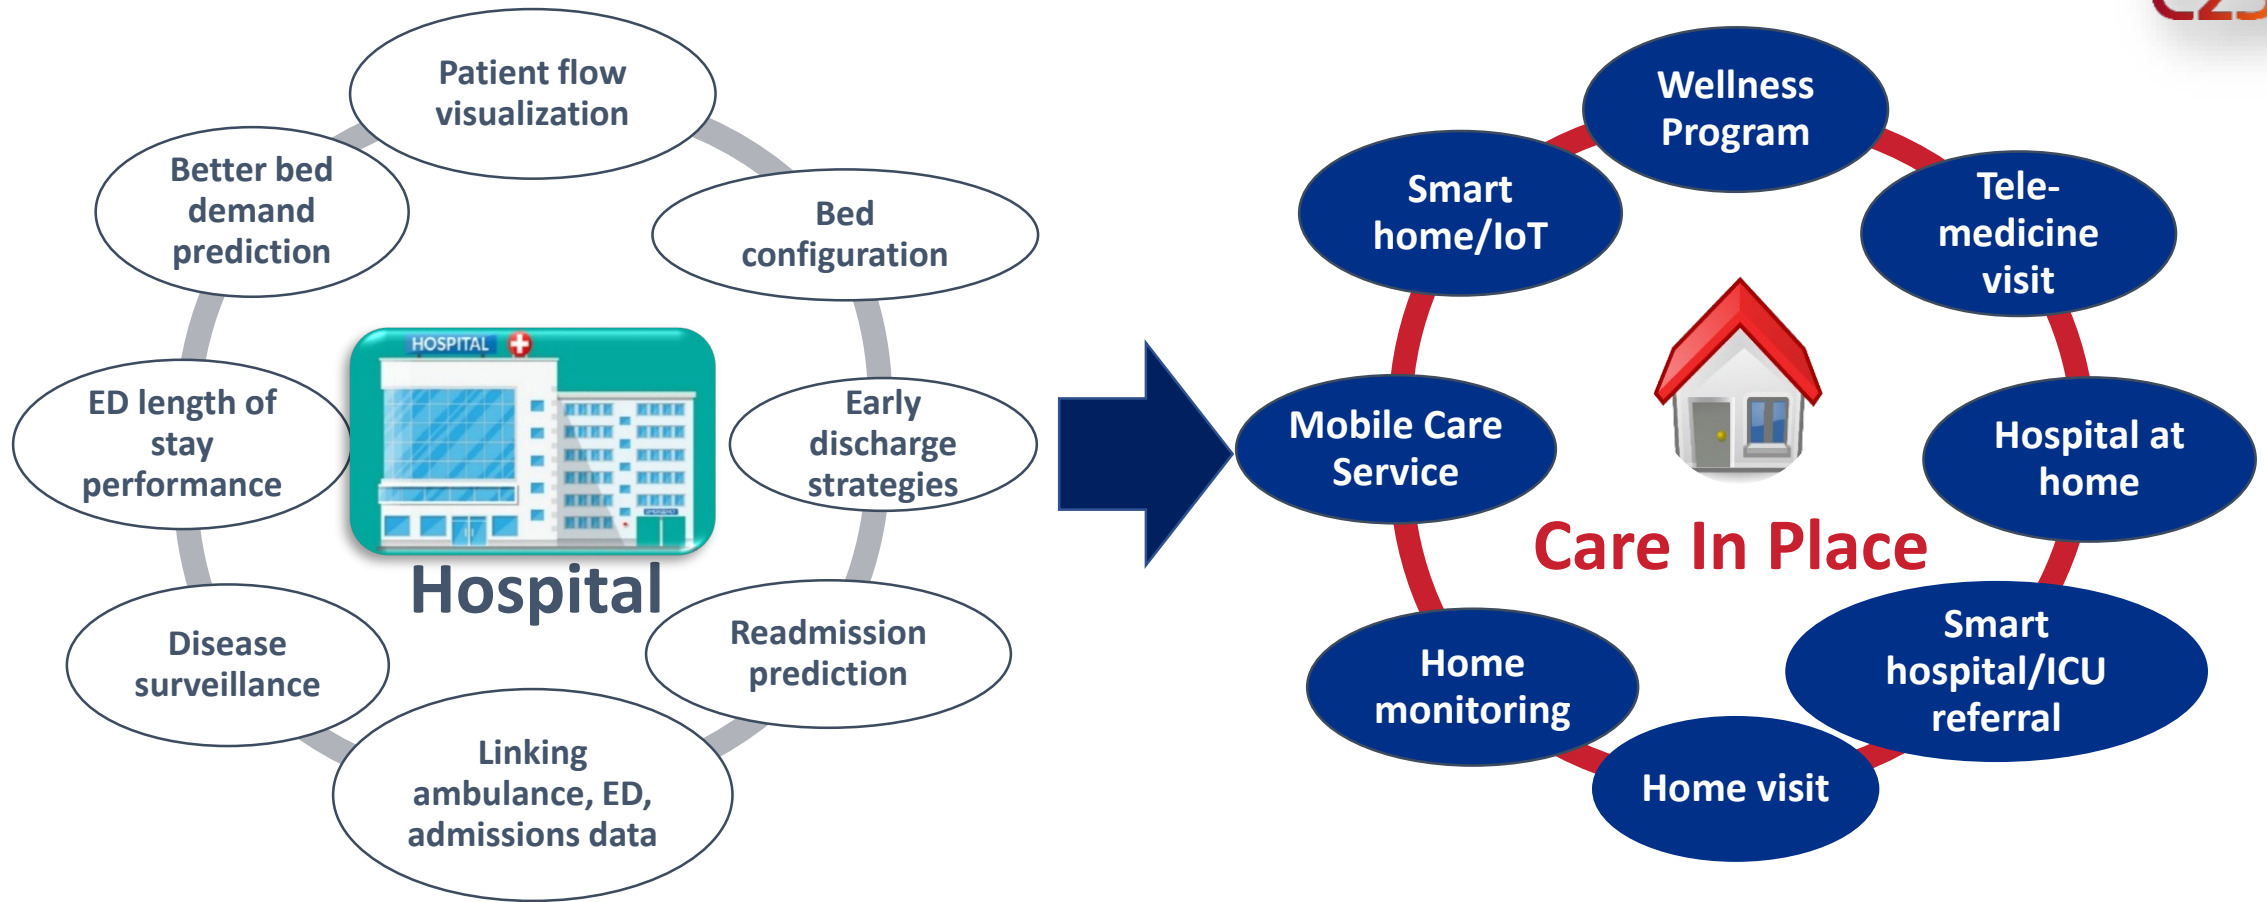 Patient flow
visualization
Bed
configuration
Early
discharge
strategies
Readmission
prediction
Linking
ambulance, ED,
admissions data
Disease
surveillance
ED length of
stay
performance
Better bed
demand
prediction
HOSPITAL
EMERGENCY
Hospital
Wellness
Program
Tele-
medicine
visit
Hospital at
home
Smart
hospital/ICU
referral
Home visit
Home
monitoring
Mobile Care
Service
Smart
home/IoT
Care In Place